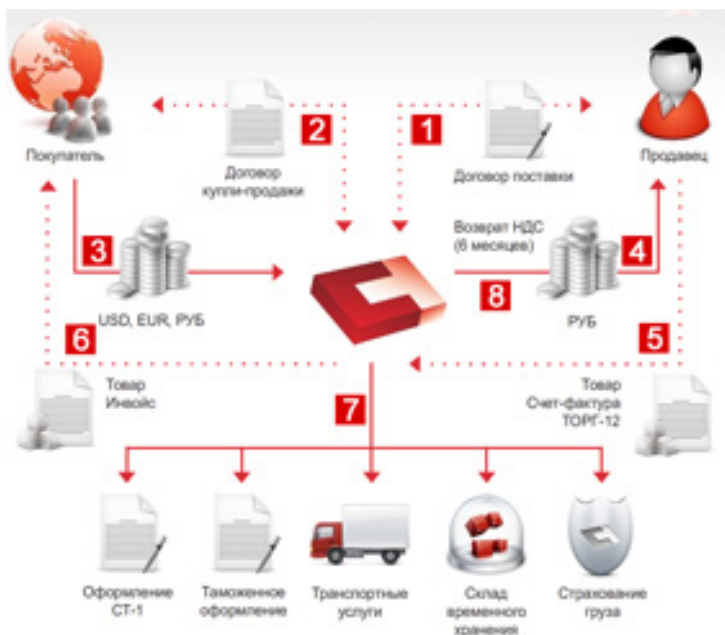 2
1
Покупатель
Договор
купли-продажи
Договор поставки
Продавец
3
Возврат НДС
(6 месяцев)
4
8
USD, EUR, РУБ
РУБ
6
5
Товар
Инвойс
7
Товар
Счет-фактура
ТОРГ-12
Оформление
СТ-1
Таможенное
оформление
Транспортные
услуги
Склад
временного
хранения
Страхование
груза